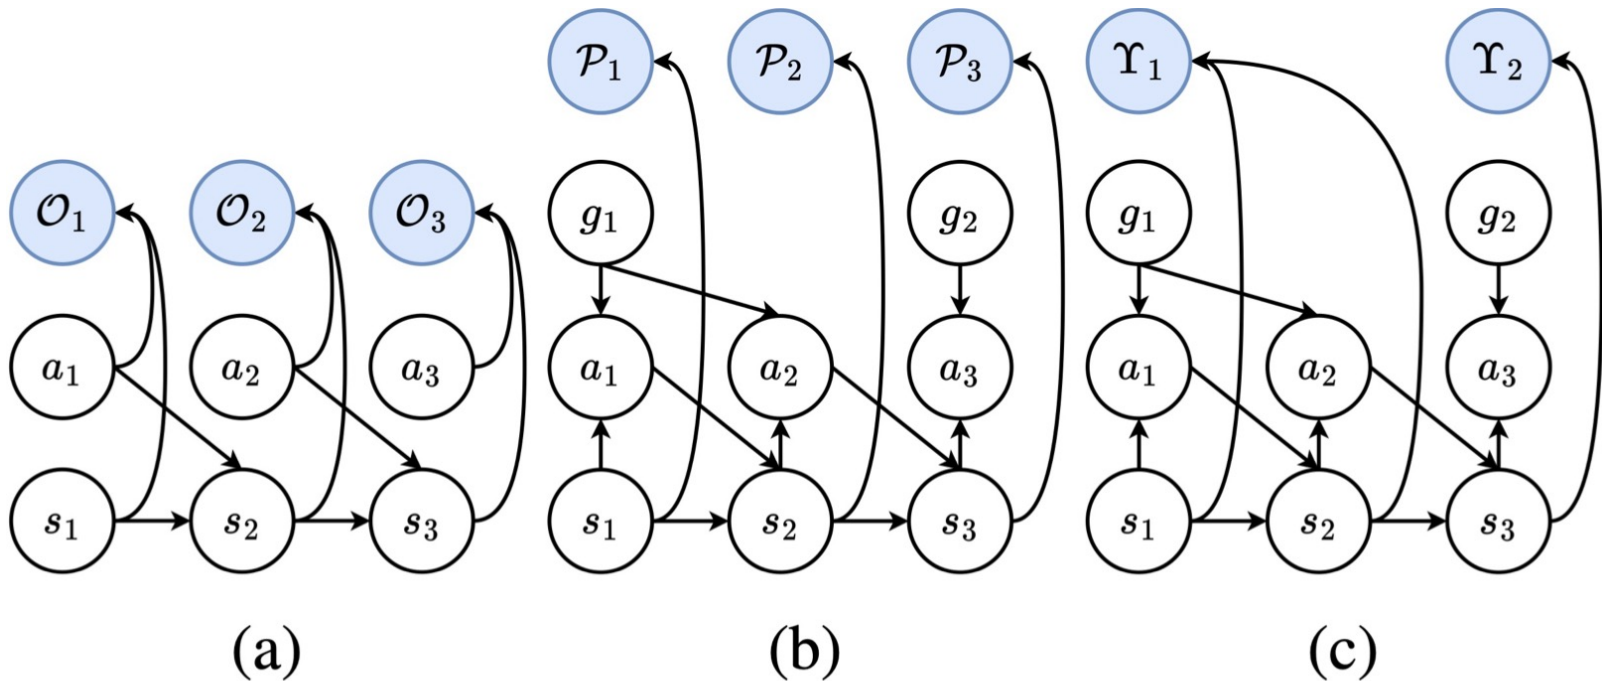 𝒫₁ 𝒫₂ 𝒫₃ ϒ₁ ϒ₂
𝒪₁ 𝒪₂ 𝒪₃ g₁ g₂ g₁ g₂
a₁ a₂ a₃ a₁ a₂ a₃ a₁ a₂ a₃
s₁ s₂ s₃ s₁ s₂ s₃ s₁ s₂ s₃
(a) (b) (c)